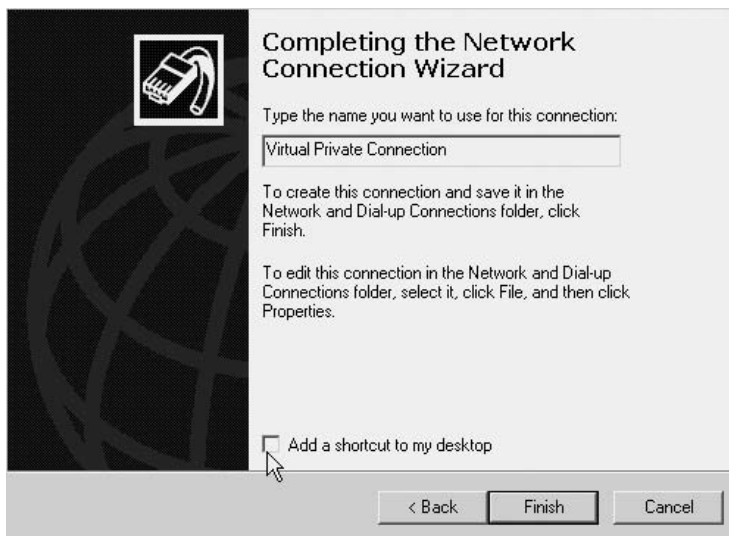 Completing the Network
Connection Wizard
Type the name you want to use for this connection:
Virtual Private Connection
To create this connection and save it in the
Network and Dial-up Connections folder, click
Finish.
To edit this connection in the Network and Dial-up
Connections folder, select it, click File, and then click
Properties.
Add a shortcut to my desktop
< Back
Finish
Cancel